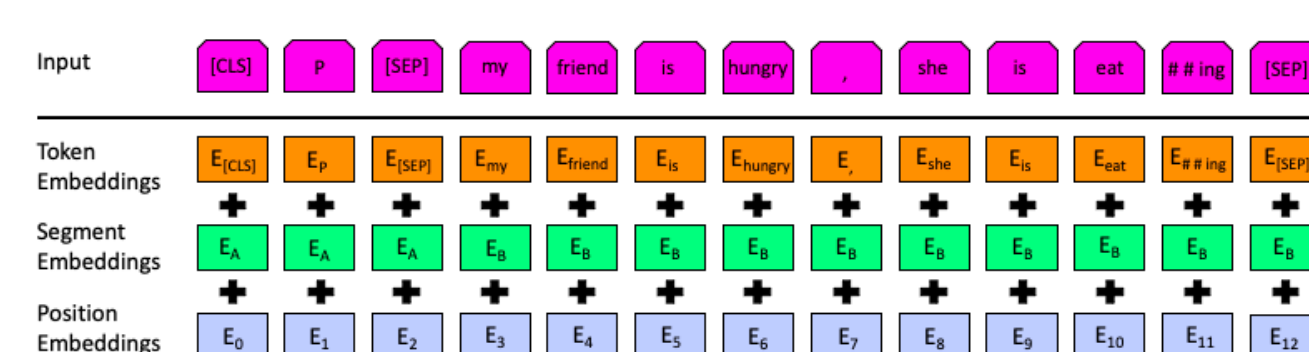 Input [CLS] P [SEP] my friend is hungry , she is eat ##ing [SEP]
Token Embeddings E[CLS] EP E[SEP] Emy Efriend Eis Ehungry E, Eshe Eis Eeat E##ing E[SEP]
Segment Embeddings EA EA EA EB EB EB EB EB EB EB EB EB EB
Position Embeddings E0 E1 E2 E3 E4 E5 E6 E7 E8 E9 E10 E11 E12